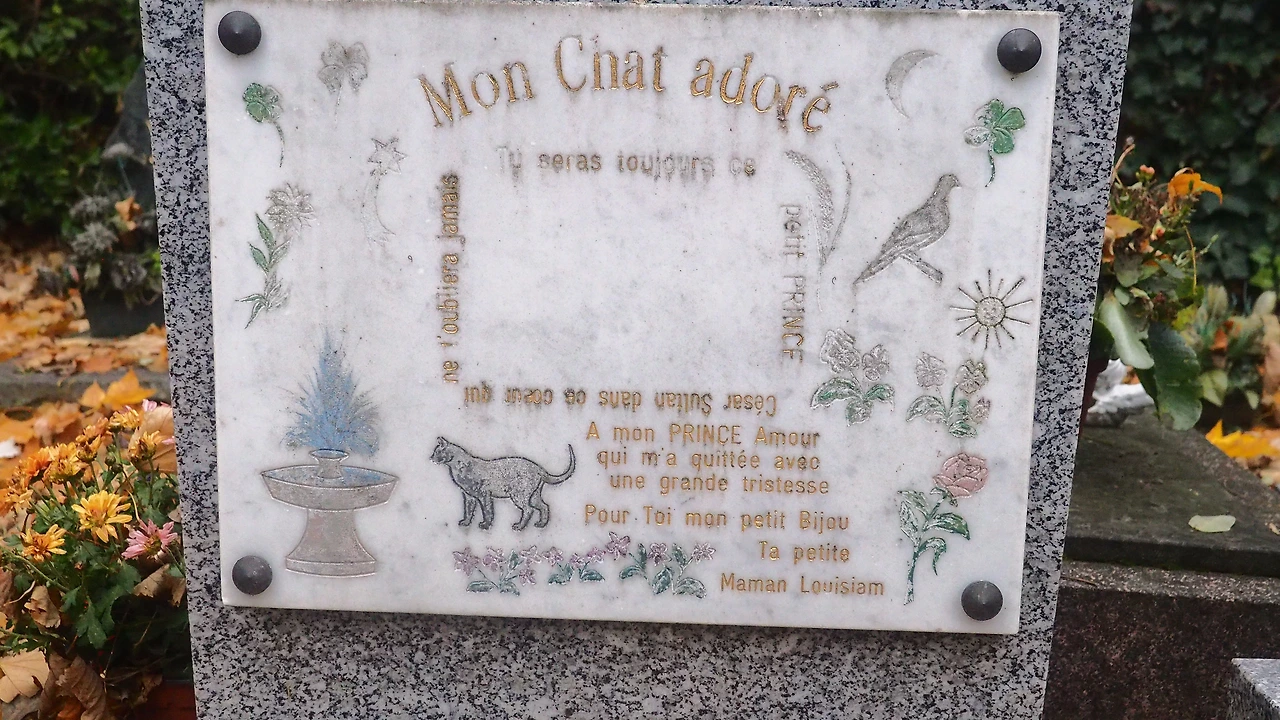 Mon Chat adoré
Tu seras toujours ce
petit PRINCE
César Sultan dans ce cœur qui
ne t'oubliera jamais
A mon PRINCE Amour
qui m'a quittée avec
une grande tristesse
Pour Toi mon petit Bijou
Ta petite
Maman Louisiam